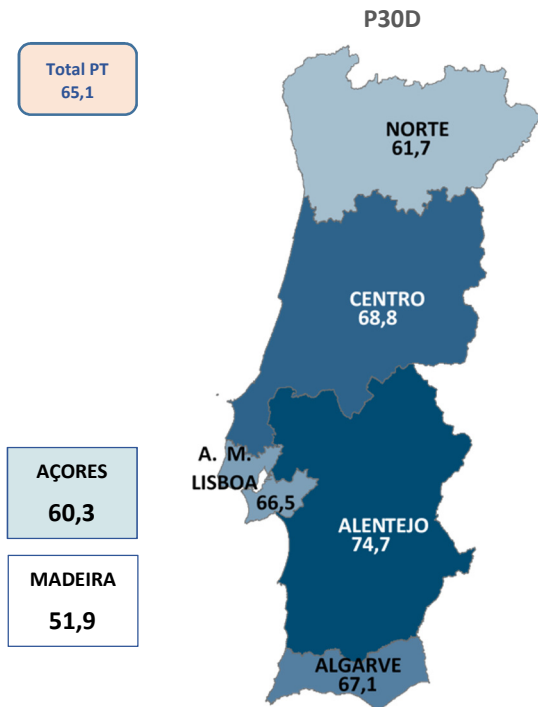 P30D
Total PT
65,1
NORTE
61,7
CENTRO
68,8
A. M.
LISBOA
66,5
AÇORES
60,3
ALENTEJO
74,7
MADEIRA
51,9
ALGARVE
67,1